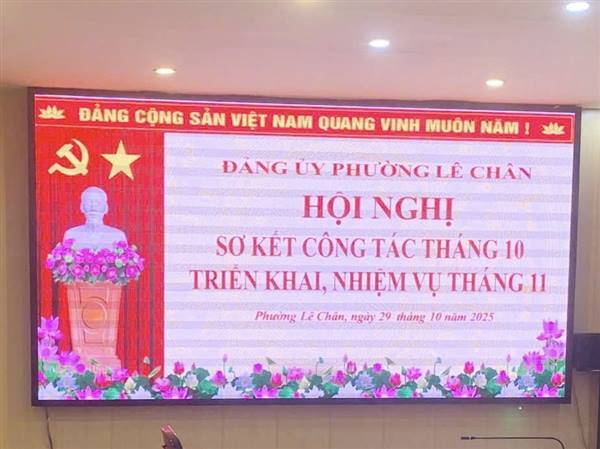 ĐẢNG CỘNG SẢN VIỆT NAM QUANG VINH MUÔN NĂM !
ĐẢNG ỦY PHƯỜNG LÊ CHÂN
HỘI NGHỊ
SƠ KẾT CÔNG TÁC THÁNG 10
TRIỂN KHAI, NHIỆM VỤ THÁNG 11
Phường Lê Chân, ngày 29 tháng 10 năm 2025